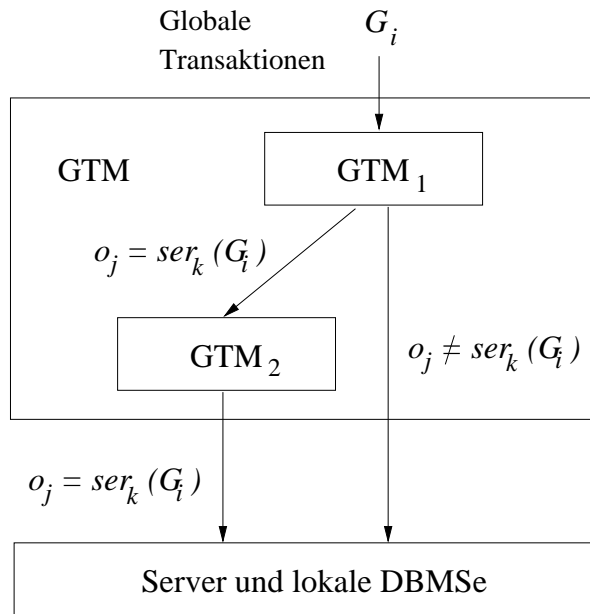 Globale
Transaktionen
G_i
GTM
GTM_1
o_j = ser_k (G_i)
GTM_2
o_j ≠ ser_k (G_i)
o_j = ser_k (G_i)
Server und lokale DBMSe